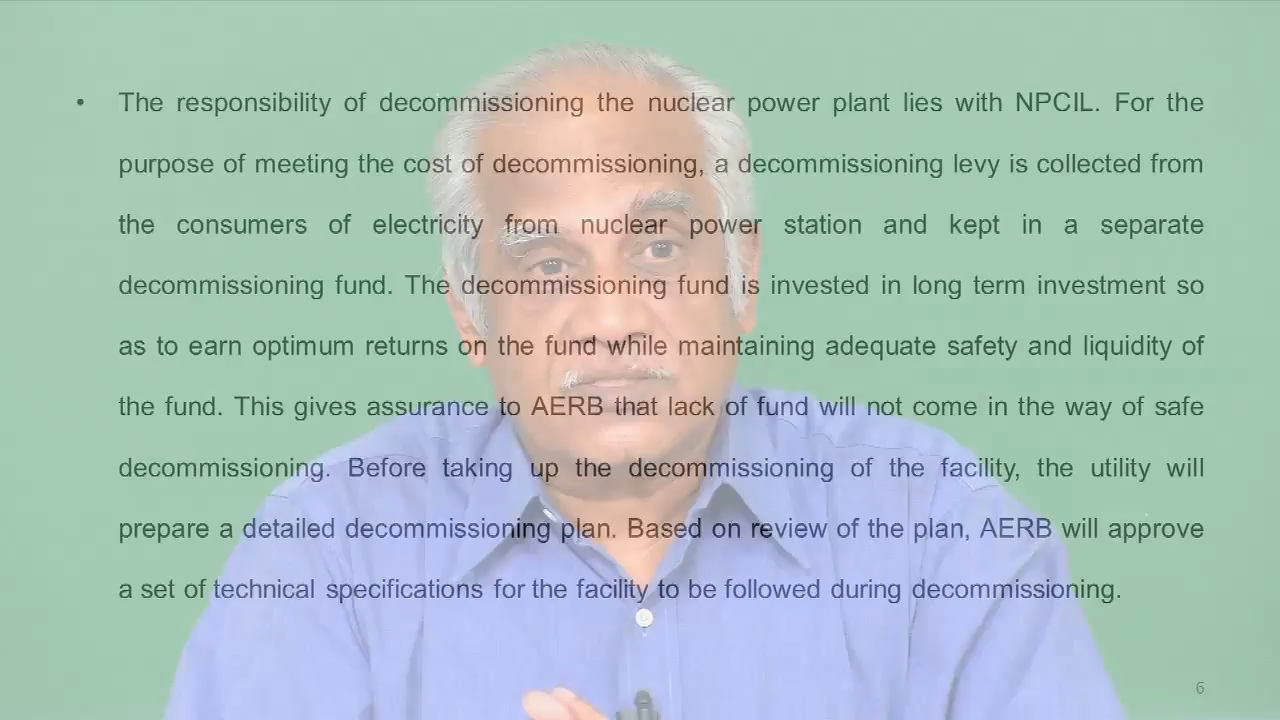 • The responsibility of decommissioning the nuclear power plant lies with NPCIL. For the
purpose of meeting the cost of decommissioning, a decommissioning levy is collected from
the consumers of electricity from nuclear power station and kept in a separate
decommissioning fund. The decommissioning fund is invested in long term investment so
as to earn optimum returns on the fund while maintaining adequate safety and liquidity of
the fund. This gives assurance to AERB that lack of fund will not come in the way of safe
decommissioning. Before taking up the decommissioning of the facility, the utility will
prepare a detailed decommissioning plan. Based on review of the plan, AERB will approve
a set of technical specifications for the facility to be followed during decommissioning.
6